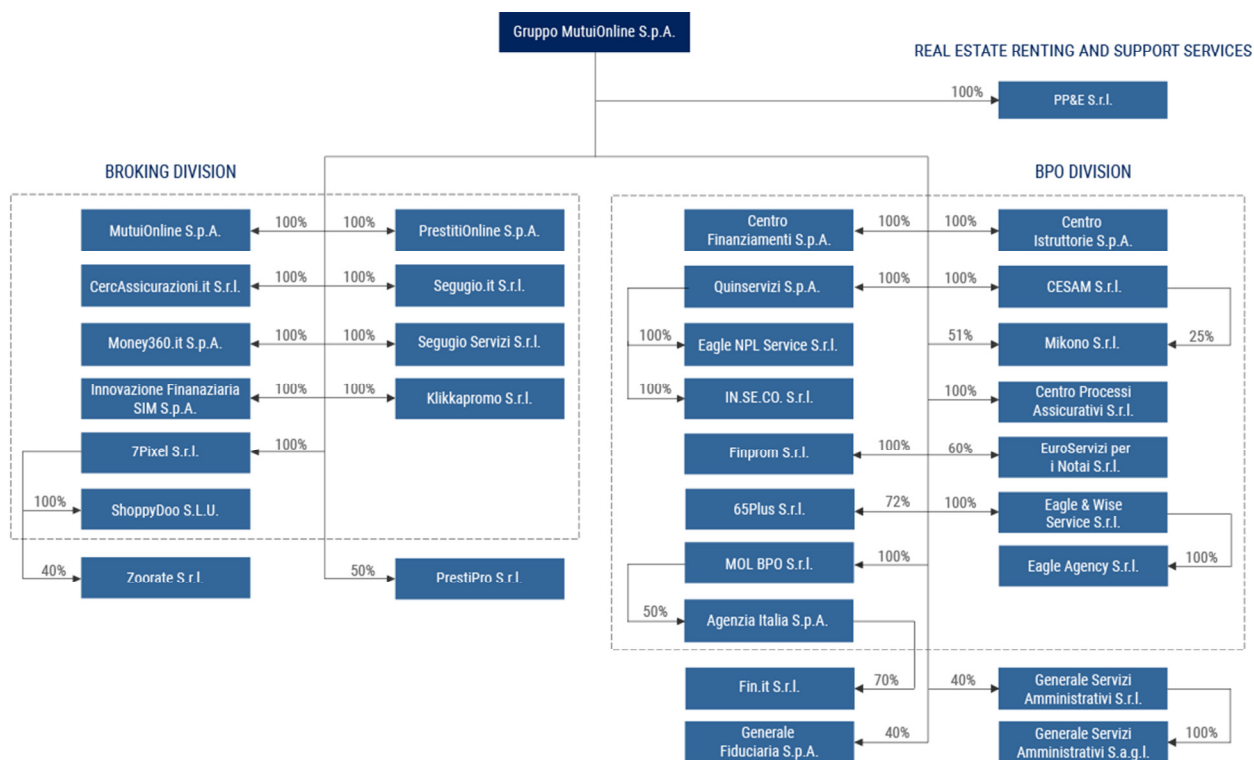 Gruppo MutuiOnline S.p.A.
REAL ESTATE RENTING AND SUPPORT SERVICES
100%
PP&E S.r.l.
BROKING DIVISION
MutuiOnline S.p.A.
100%
100%
PrestitiOnline S.p.A.
CercAssicurazioni.it S.r.l.
100%
100%
Segugio.it S.r.l.
Money360.it S.p.A.
100%
100%
Segugio Servizi S.r.l.
Innovazione Finanaziaria
SIM S.p.A.
100%
100%
Klikkapromo S.r.l.
7Pixel S.r.l.
100%
100%
ShoppyDoo S.L.U.
40%
Zoorate S.r.l.
50%
PrestiPro S.r.l.
BPO DIVISION
Centro
Finanziamenti S.p.A.
100%
100%
Centro
Istruttorie S.p.A.
Quinservizi S.p.A.
100%
100%
CESAM S.r.l.
100%
Eagle NPL Service S.r.l.
51%
Mikono S.r.l.
25%
100%
IN.SE.CO. S.r.l.
100%
Centro Processi
Assicurativi S.r.l.
Finprom S.r.l.
100%
60%
EuroServizi per
i Notai S.r.l.
65Plus S.r.l.
72%
100%
Eagle & Wise
Service S.r.l.
MOL BPO S.r.l.
100%
Eagle Agency S.r.l.
100%
50%
Agenzia Italia S.p.A.
Fin.it S.r.l.
70%
40%
Generale Servizi
Amministrativi S.r.l.
Generale
Fiduciaria S.p.A.
40%
Generale Servizi
Amministrativi S.a.g.l.
100%